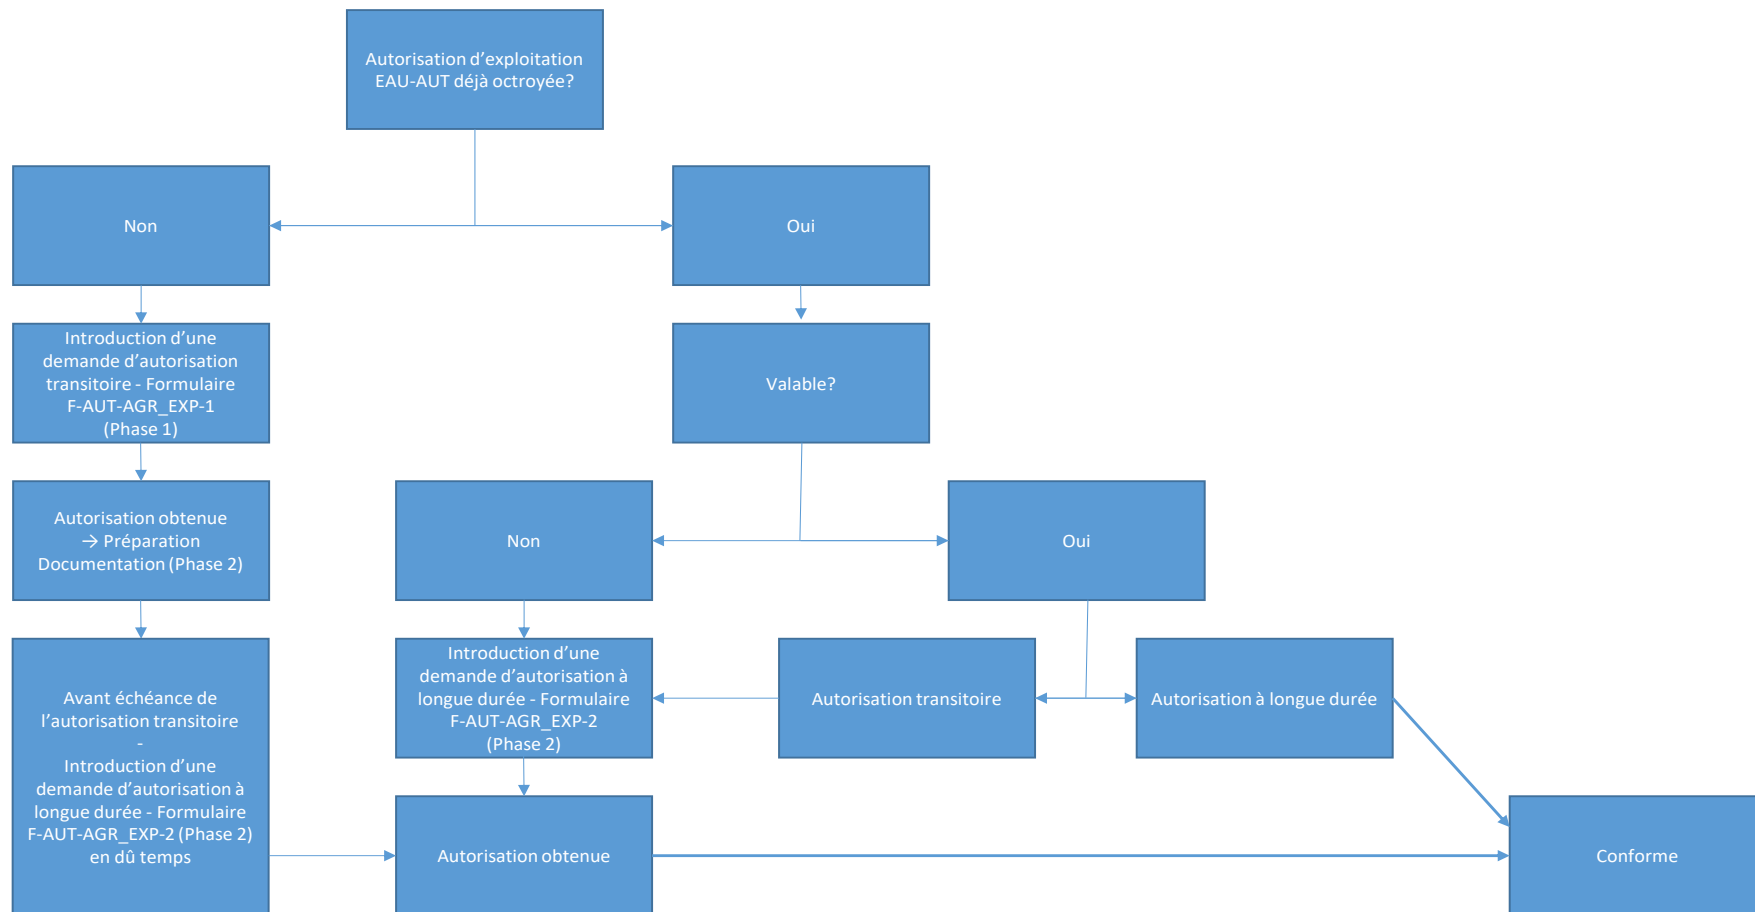 Autorisation d’exploitation
EAU-AUT déjà octroyée?
Non
Oui
Introduction d’une
demande d’autorisation
transitoire - Formulaire
F-AUT-AGR_EXP-1
(Phase 1)
Valable?
Autorisation obtenue
→ Préparation
Documentation (Phase 2)
Non
Oui
Avant échéance de
l’autorisation transitoire
-
Introduction d’une
demande d’autorisation à
longue durée - Formulaire
F-AUT-AGR_EXP-2 (Phase 2)
en dû temps
Introduction d’une
demande d’autorisation à
longue durée - Formulaire
F-AUT-AGR_EXP-2
(Phase 2)
Autorisation transitoire
Autorisation à longue durée
Autorisation obtenue
Conforme